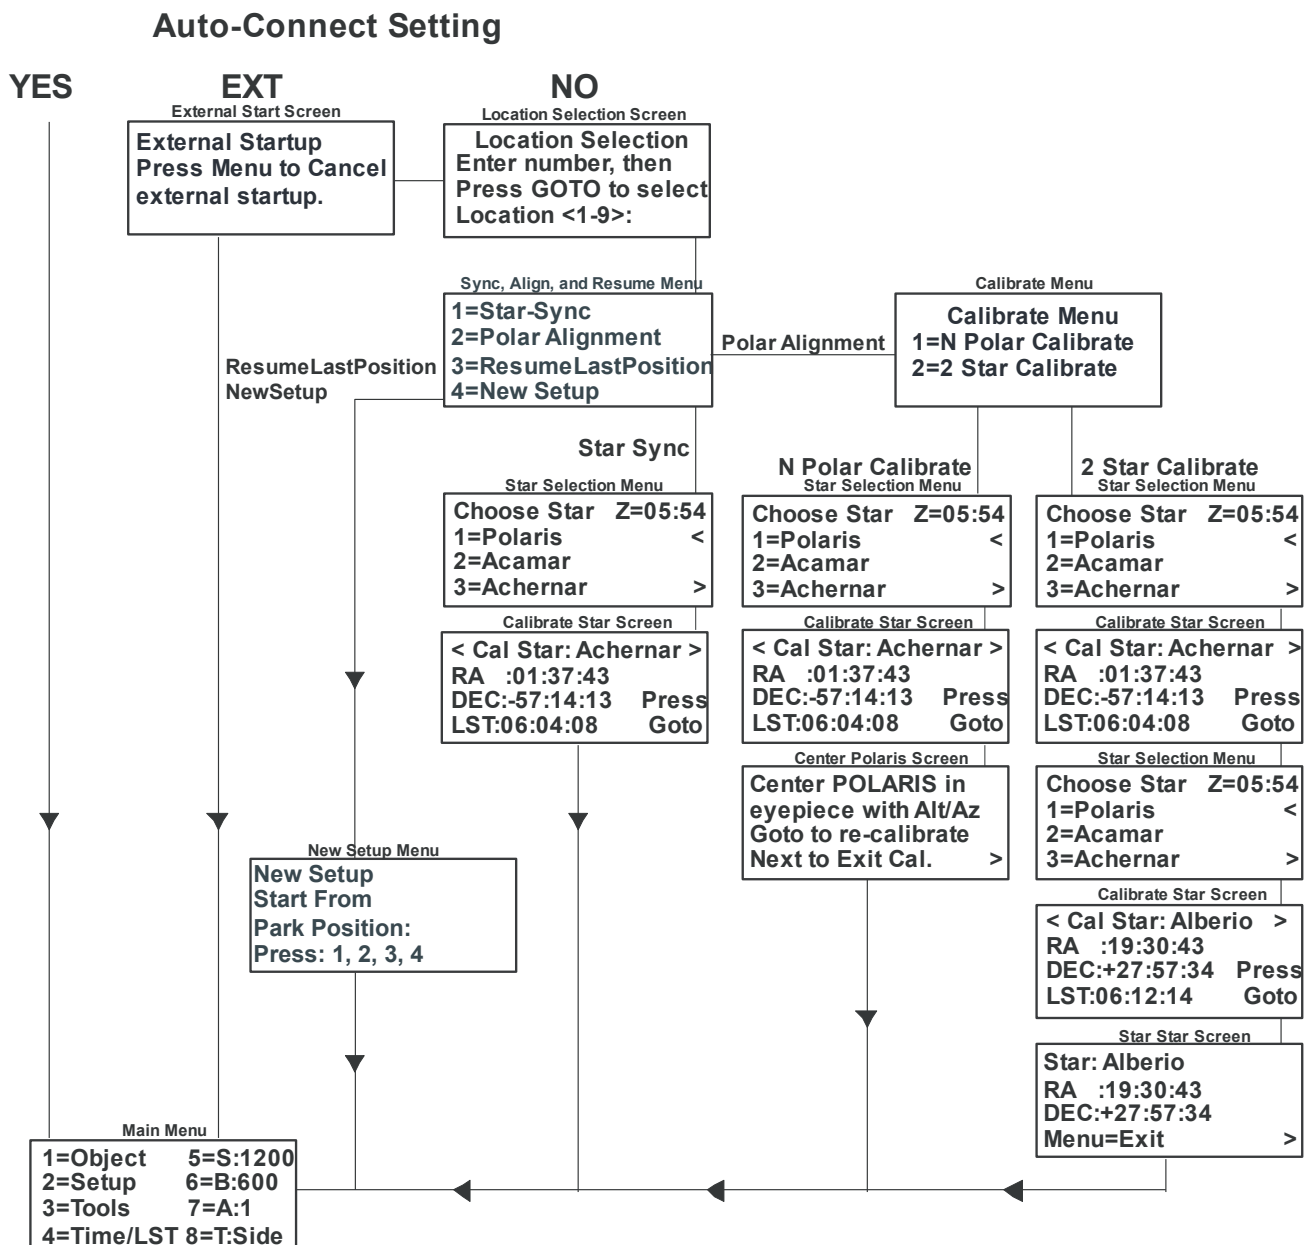 Auto-Connect Setting
YES
EXT
NO
External Start Screen
External Startup
Press Menu to Cancel
external startup.
Location Selection Screen
Location Selection
Enter number, then
Press GOTO to select
Location <1-9>:
Sync, Align, and Resume Menu
1=Star-Sync
2=Polar Alignment
3=ResumeLastPosition
4=New Setup
Polar Alignment
Calibrate Menu
Calibrate Menu
1=N Polar Calibrate
2=2 Star Calibrate
ResumeLastPosition
NewSetup
Star Sync
Star Selection Menu
Choose Star Z=05:54
1=Polaris <
2=Acamar
3=Achernar >
Calibrate Star Screen
< Cal Star: Achernar >
RA :01:37:43
DEC:-57:14:13 Press
LST:06:04:08 Goto
N Polar Calibrate
Star Selection Menu
Choose Star Z=05:54
1=Polaris <
2=Acamar
3=Achernar >
Calibrate Star Screen
< Cal Star: Achernar >
RA :01:37:43
DEC:-57:14:13 Press
LST:06:04:08 Goto
Center Polaris Screen
Center POLARIS in
eyepiece with Alt/Az
Goto to re-calibrate
Next to Exit Cal. >
2 Star Calibrate
Star Selection Menu
Choose Star Z=05:54
1=Polaris <
2=Acamar
3=Achernar >
Calibrate Star Screen
< Cal Star: Achernar >
RA :01:37:43
DEC:-57:14:13 Press
LST:06:04:08 Goto
Star Selection Menu
Choose Star Z=05:54
1=Polaris <
2=Acamar
3=Achernar >
Calibrate Star Screen
< Cal Star: Alberio >
RA :19:30:43
DEC:+27:57:34 Press
LST:06:12:14 Goto
Star Star Screen
Star: Alberio
RA :19:30:43
DEC:+27:57:34
Menu=Exit >
New Setup Menu
New Setup
Start From
Park Position:
Press: 1, 2, 3, 4
Main Menu
1=Object 5=S:1200
2=Setup 6=B:600
3=Tools 7=A:1
4=Time/LST 8=T:Side